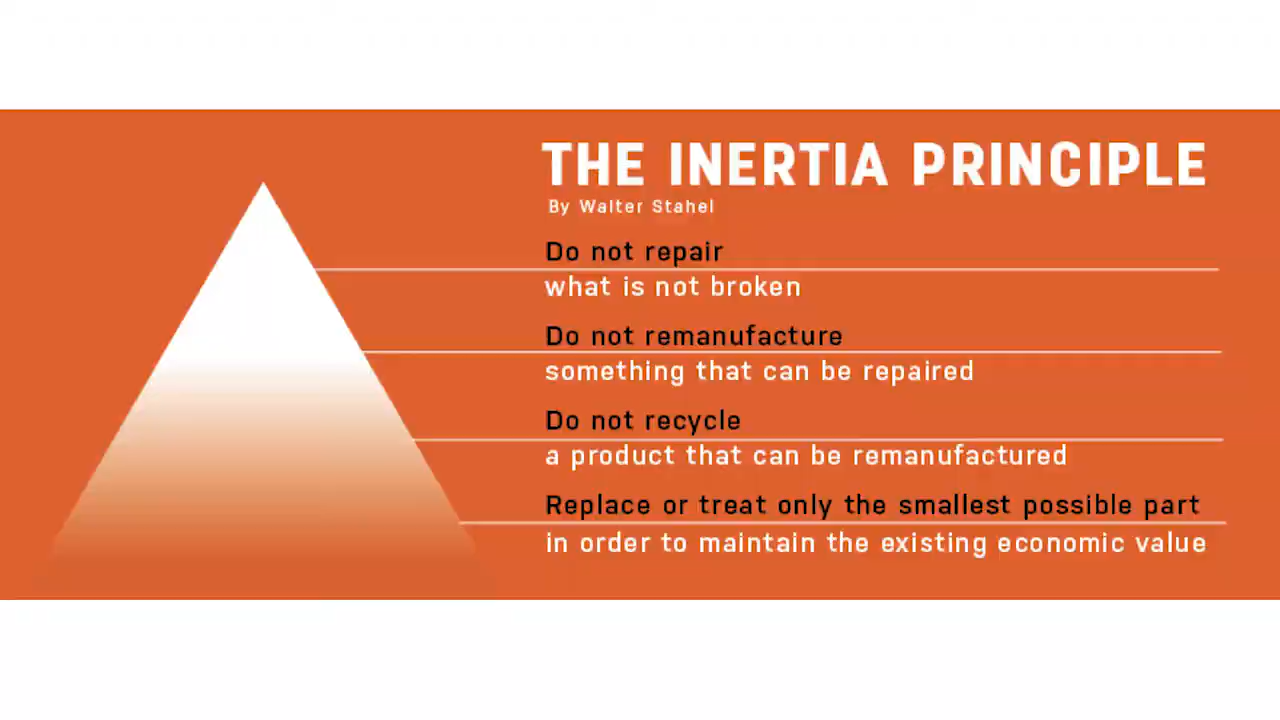 THE INERTIA PRINCIPLE
By Walter Stahel
Do not repair
what is not broken
Do not remanufacture
something that can be repaired
Do not recycle
a product that can be remanufactured
Replace or treat only the smallest possible part
in order to maintain the existing economic value